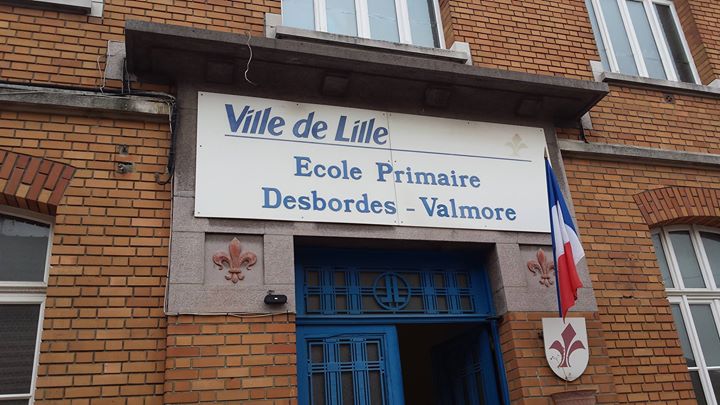 Ville de Lille
Ecole Primaire
Desbordes - Valmore